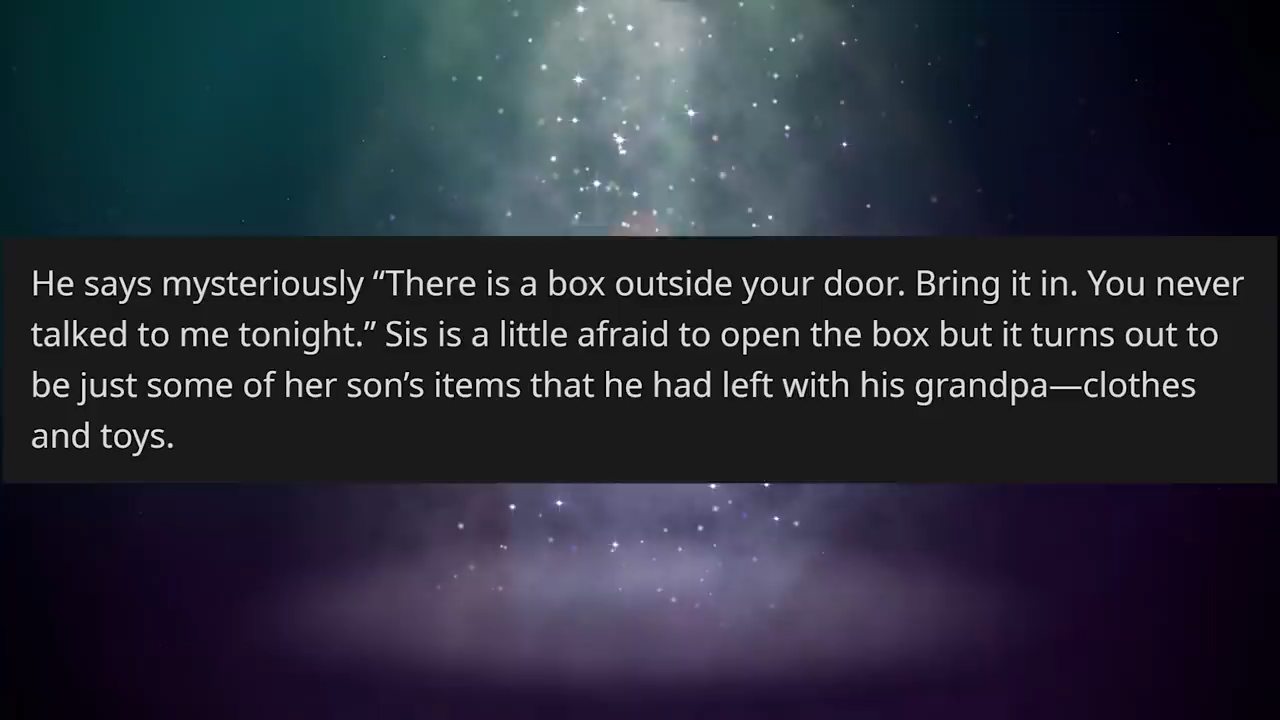 He says mysteriously “There is a box outside your door. Bring it in. You never
talked to me tonight.” Sis is a little afraid to open the box but it turns out to
be just some of her son’s items that he had left with his grandpa—clothes
and toys.